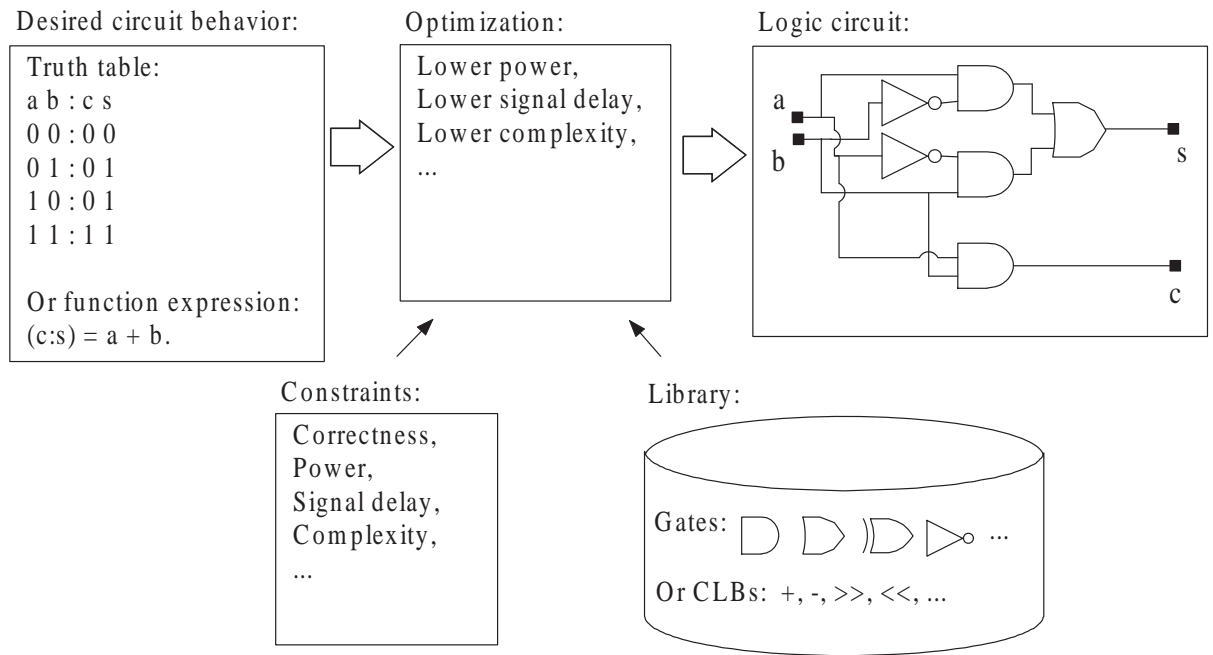 Desired circuit behavior:
Truth table:
a b : c s
0 0 : 0 0
0 1 : 0 1
1 0 : 0 1
1 1 : 1 1
Or function expression:
(c:s) = a + b.
Optimization:
Lower power,
Lower signal delay,
Lower complexity,
...
Logic circuit:
a
b
s
c
Constraints:
Correctness,
Power,
Signal delay,
Complexity,
...
Library:
Gates: ...
Or CLBs: +, -, >>, <<, ...